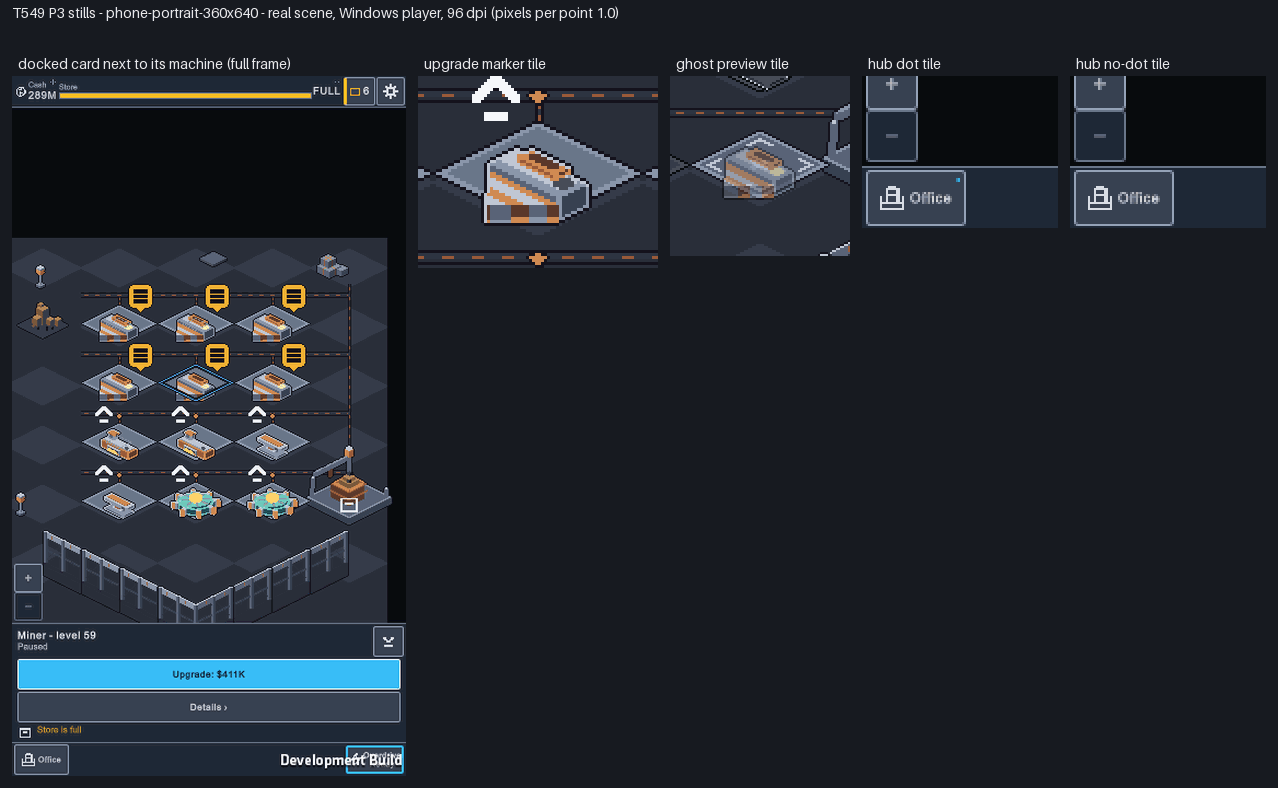 T549 P3 stills - phone-portrait-360x640 - real scene, Windows player, 96 dpi (pixels per point 1.0)
docked card next to its machine (full frame)
upgrade marker tile
ghost preview tile
hub dot tile
hub no-dot tile
Cash
289M
Store
FULL
6
+
−
Office
+
−
Office
+
−
Miner - level 59
Paused
Upgrade: $411K
Details ›
Store is full
Office
Development Build